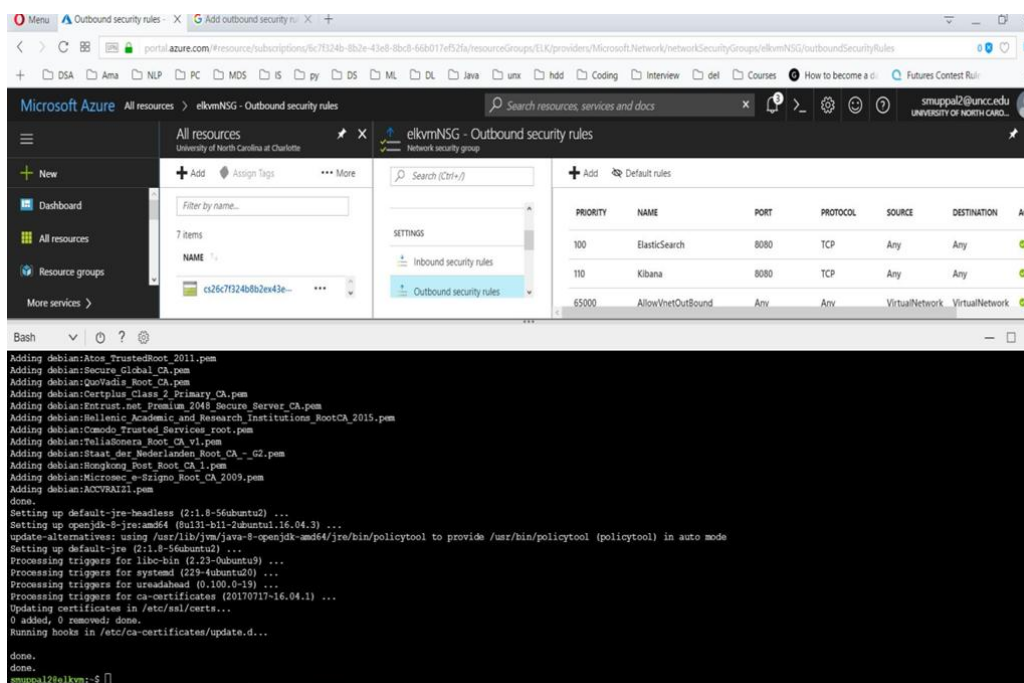 Menu Outbound security rules - Add outbound security ru
portal.azure.com/#resource/subscriptions/6c7f324b-8b2e-43e8-8bc8-66b017ef52fa/resourceGroups/ELK/providers/Microsoft.Network/networkSecurityGroups/elkvmNSG/outboundSecurityRules 0
DSA Ama NLP PC MDS IS py DS ML DL Java unx hdd Coding Interview del Courses How to become a d Futures Contest Rul
Microsoft Azure All resources > elkvmNSG - Outbound security rules Search resources, services and docs 3 smuppal2@uncc.edu
UNIVERSITY OF NORTH CARO...
All resources elkvmNSG - Outbound security rules
University of North Carolina at Charlotte Network security group
New Add Assign Tags More Search (Ctrl+/) Add Default rules
Dashboard Filter by name... PRIORITY NAME PORT PROTOCOL SOURCE DESTINATION
All resources 7 items SETTINGS 100 ElasticSearch 8080 TCP Any Any
NAME Inbound security rules
Resource groups 110 Kibana 8080 TCP Any Any
More services > cs26c7f324b8b2ex43e... Outbound security rules 65000 AllowVnetOutBound Any Any VirtualNetwork VirtualNetwork
Bash ?
Adding debian:Atos_TrustedRoot_2011.pem
Adding debian:Secure_Global_CA.pem
Adding debian:QuoVadis_Root_CA.pem
Adding debian:Certplus_Class_2_Primary_CA.pem
Adding debian:Entrust.net_Premium_2048_Secure_Server_CA.pem
Adding debian:Hellenic_Academic_and_Research_Institutions_RootCA_2015.pem
Adding debian:Comodo_Trusted_Services_root.pem
Adding debian:TeliaSonera_Root_CA_v1.pem
Adding debian:Staat_der_Nederlanden_Root_CA_-_G2.pem
Adding debian:Hongkong_Post_Root_CA_1.pem
Adding debian:Microsec_e-Szigno_Root_CA_2009.pem
Adding debian:ACCVRAIZ1.pem
done.
Setting up default-jre-headless (2:1.8-56ubuntu2) ...
Setting up openjdk-8-jre:amd64 (8u131-b11-2ubuntu1.16.04.3) ...
update-alternatives: using /usr/lib/jvm/java-8-openjdk-amd64/jre/bin/policytool to provide /usr/bin/policytool (policytool) in auto mode
Setting up default-jre (2:1.8-56ubuntu2) ...
Processing triggers for libc-bin (2.23-0ubuntu9) ...
Processing triggers for systemd (229-4ubuntu20) ...
Processing triggers for ureadahead (0.100.0-19) ...
Processing triggers for ca-certificates (20170717~16.04.1) ...
Updating certificates in /etc/ssl/certs...
0 added, 0 removed; done.
Running hooks in /etc/ca-certificates/update.d...
done.
done.
smuppal2@elkvm:~$